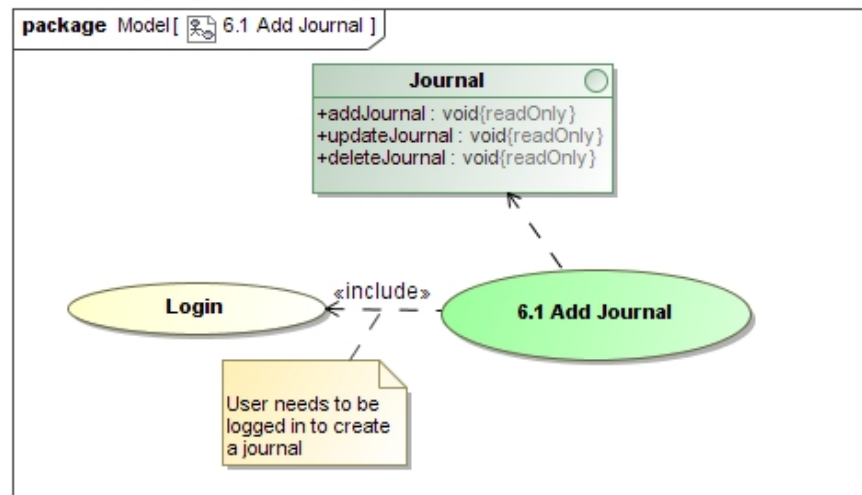 package Model[ 6.1 Add Journal ]
Journal
+addJournal : void{readOnly}
+updateJournal : void{readOnly}
+deleteJournal : void{readOnly}
«include»
Login
6.1 Add Journal
User needs to be
logged in to create
a journal